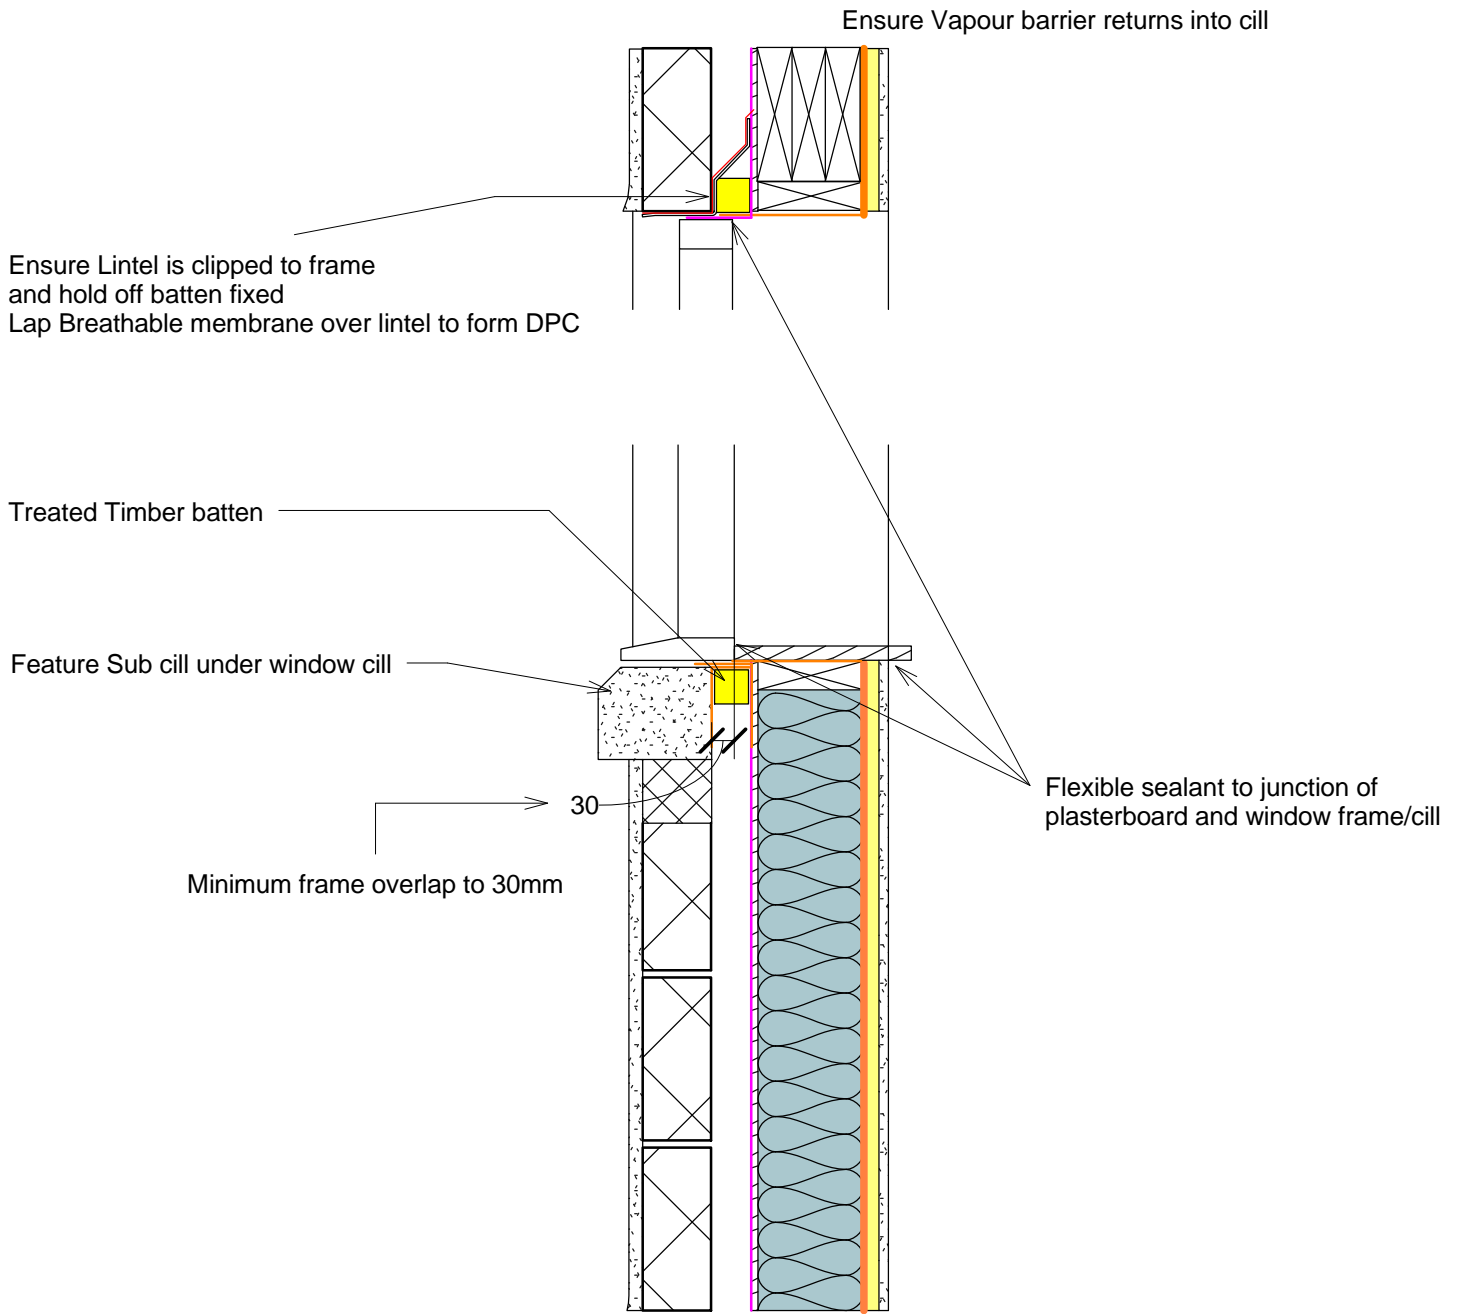 Ensure Vapour barrier returns into cill
Ensure Lintel is clipped to frame
and hold off batten fixed
Lap Breathable membrane over lintel to form DPC
Treated Timber batten
Feature Sub cill under window cill
30
Flexible sealant to junction of
plasterboard and window frame/cill
Minimum frame overlap to 30mm